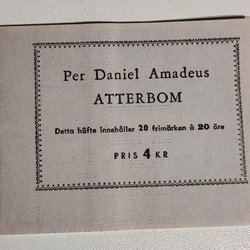 Per Daniel Amadeus
ATTERBOM
Detta häfte innehåller 20 frimärken à 20 öre
PRIS 4 KR